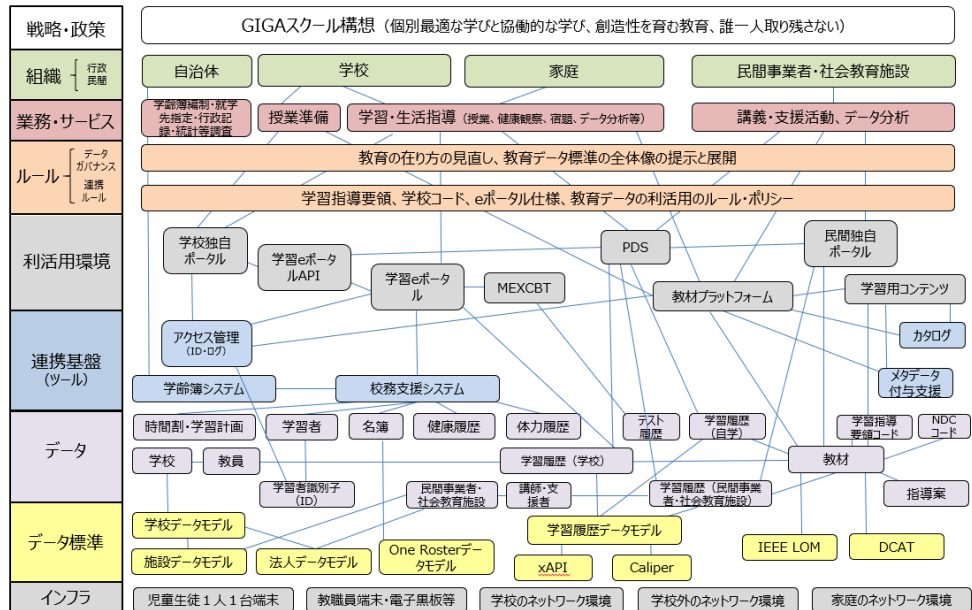 戦略・政策
GIGAスクール構想（個別最適な学びと協働的な学び、創造性を育む教育、誰一人取り残さない）
組織
行政
民間
自治体
学校
家庭
民間事業者・社会教育施設
業務・サービス
学齢簿編制・就学
先指定・行政記
録・統計等調査
授業準備
学習・生活指導（授業、健康観察、宿題、データ分析等）
講義・支援活動、データ分析
ルール
データ
ガバナンス
連携
ルール
教育の在り方の見直し、教育データ標準の全体像の提示と展開
学習指導要領、学校コード、eポータル仕様、教育データの利活用のルール・ポリシー
利活用環境
学校独自
ポータル
学習eポータ
ルAPI
学習eポータ
ル
MEXCBT
PDS
民間独自
ポータル
教材プラットフォーム
学習用コンテンツ
連携基盤
（ツール）
アクセス管理
（ID・ログ）
カタログ
学齢簿システム
校務支援システム
メタデータ
付与支援
データ
時間割・学習計画
学習者
名簿
健康履歴
体力履歴
テスト
履歴
学習履歴
（自学）
学習指導
要領コード
NDC
コード
学校
教員
学習履歴（学校）
教材
学習者識別子
（ID）
民間事業者・
社会教育施設
講師・支
援者
学習履歴（民間事業
者・社会教育施設）
指導案
データ標準
学校データモデル
学習履歴データモデル
施設データモデル
法人データモデル
One Rosterデー
タモデル
xAPI
Caliper
IEEE LOM
DCAT
インフラ
児童生徒１人１台端末
教職員端末・電子黒板等
学校のネットワーク環境
学校外のネットワーク環境
家庭のネットワーク環境